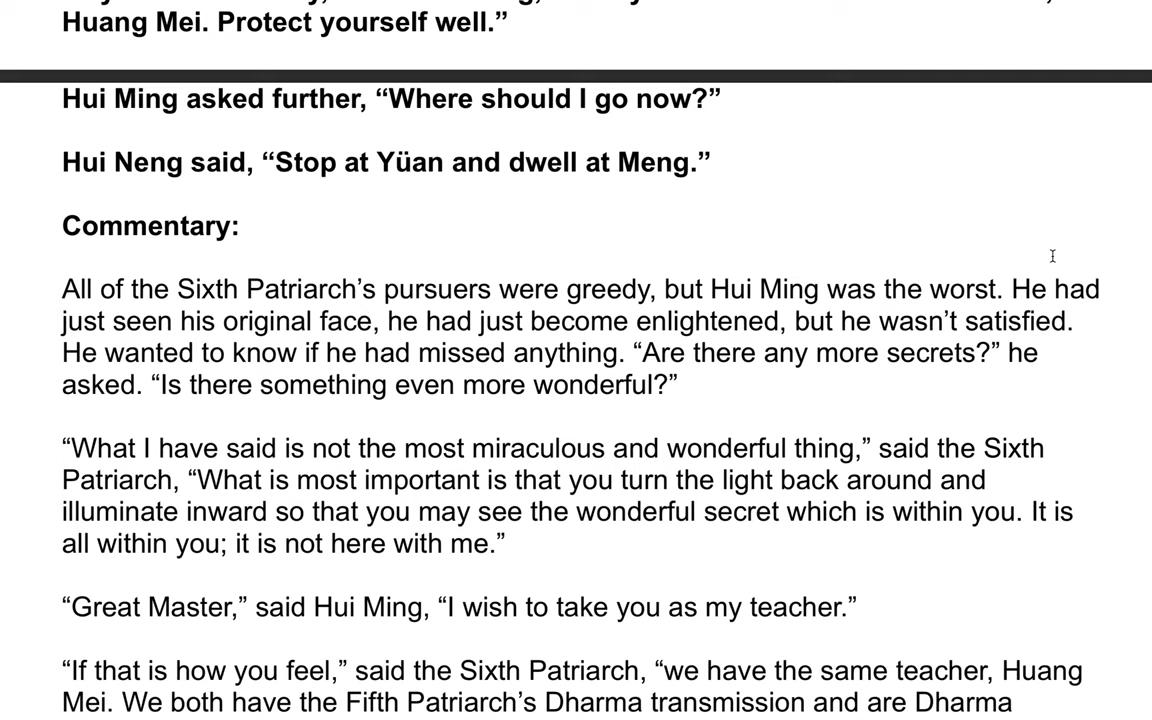 Huang Mei. Protect yourself well.”
Hui Ming asked further, “Where should I go now?”
Hui Neng said, “Stop at Yüan and dwell at Meng.”
Commentary:
All of the Sixth Patriarch’s pursuers were greedy, but Hui Ming was the worst. He had
just seen his original face, he had just become enlightened, but he wasn’t satisfied.
He wanted to know if he had missed anything. “Are there any more secrets?” he
asked. “Is there something even more wonderful?”
“What I have said is not the most miraculous and wonderful thing,” said the Sixth
Patriarch, “What is most important is that you turn the light back around and
illuminate inward so that you may see the wonderful secret which is within you. It is
all within you; it is not here with me.”
“Great Master,” said Hui Ming, “I wish to take you as my teacher.”
“If that is how you feel,” said the Sixth Patriarch, “we have the same teacher, Huang
Mei. We both have the Fifth Patriarch’s Dharma transmission and are Dharma